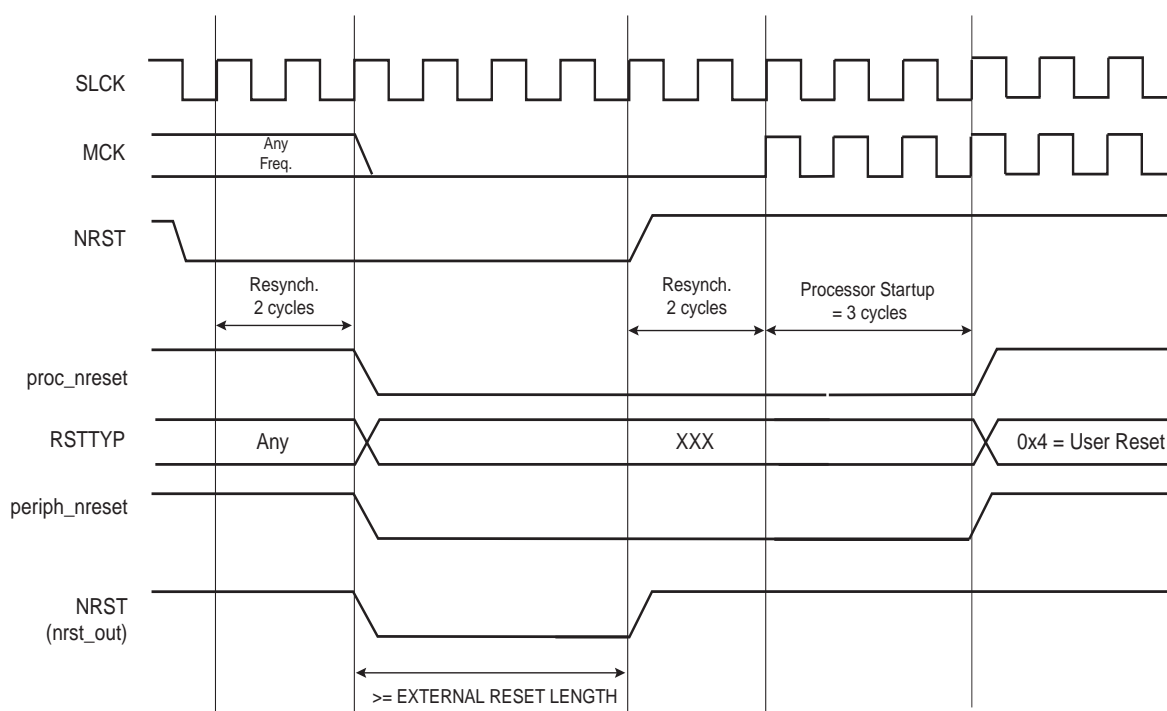 SLCK
MCK
Any
Freq.
NRST
Resynch.
2 cycles
Resynch.
2 cycles
Processor Startup
= 3 cycles
proc_nreset
RSTTYP
Any
XXX
0x4 = User Reset
periph_nreset
NRST
(nrst_out)
>= EXTERNAL RESET LENGTH